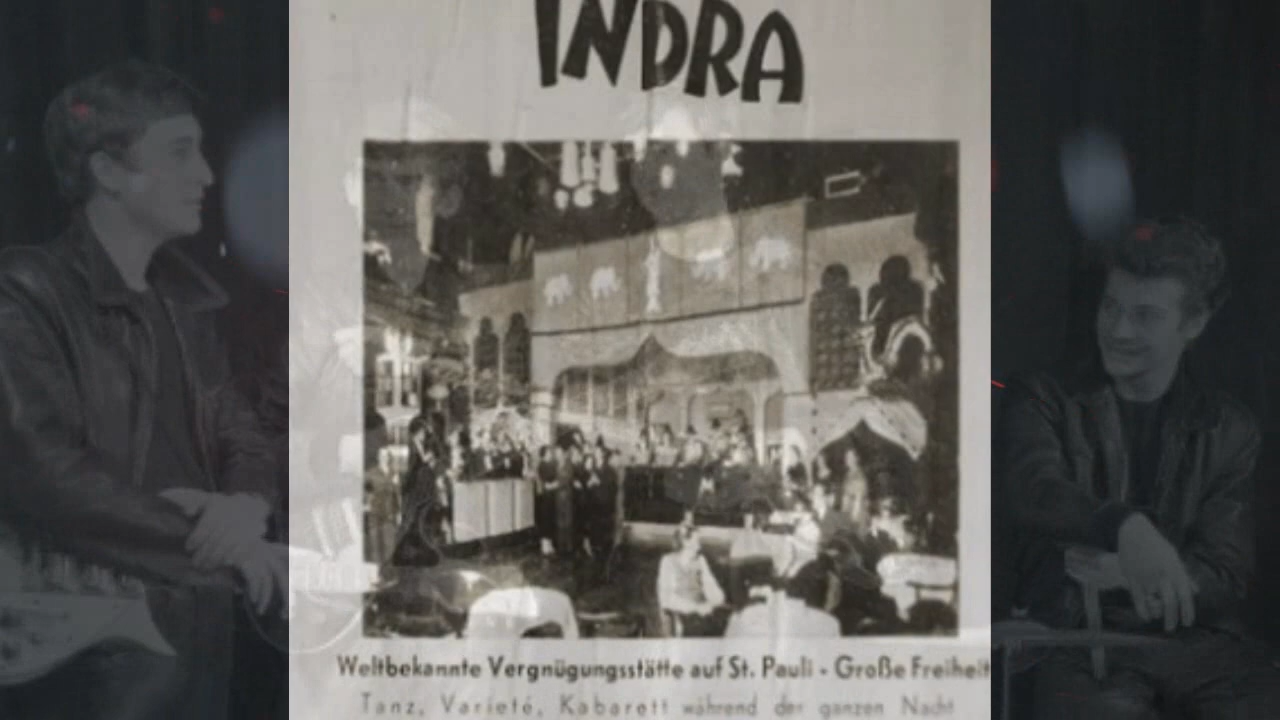 INDRA
Weltbekannte Vergnügungsstätte auf St. Pauli - Große Freiheit
Tanz, Varieté, Kabarett während der ganzen Nacht